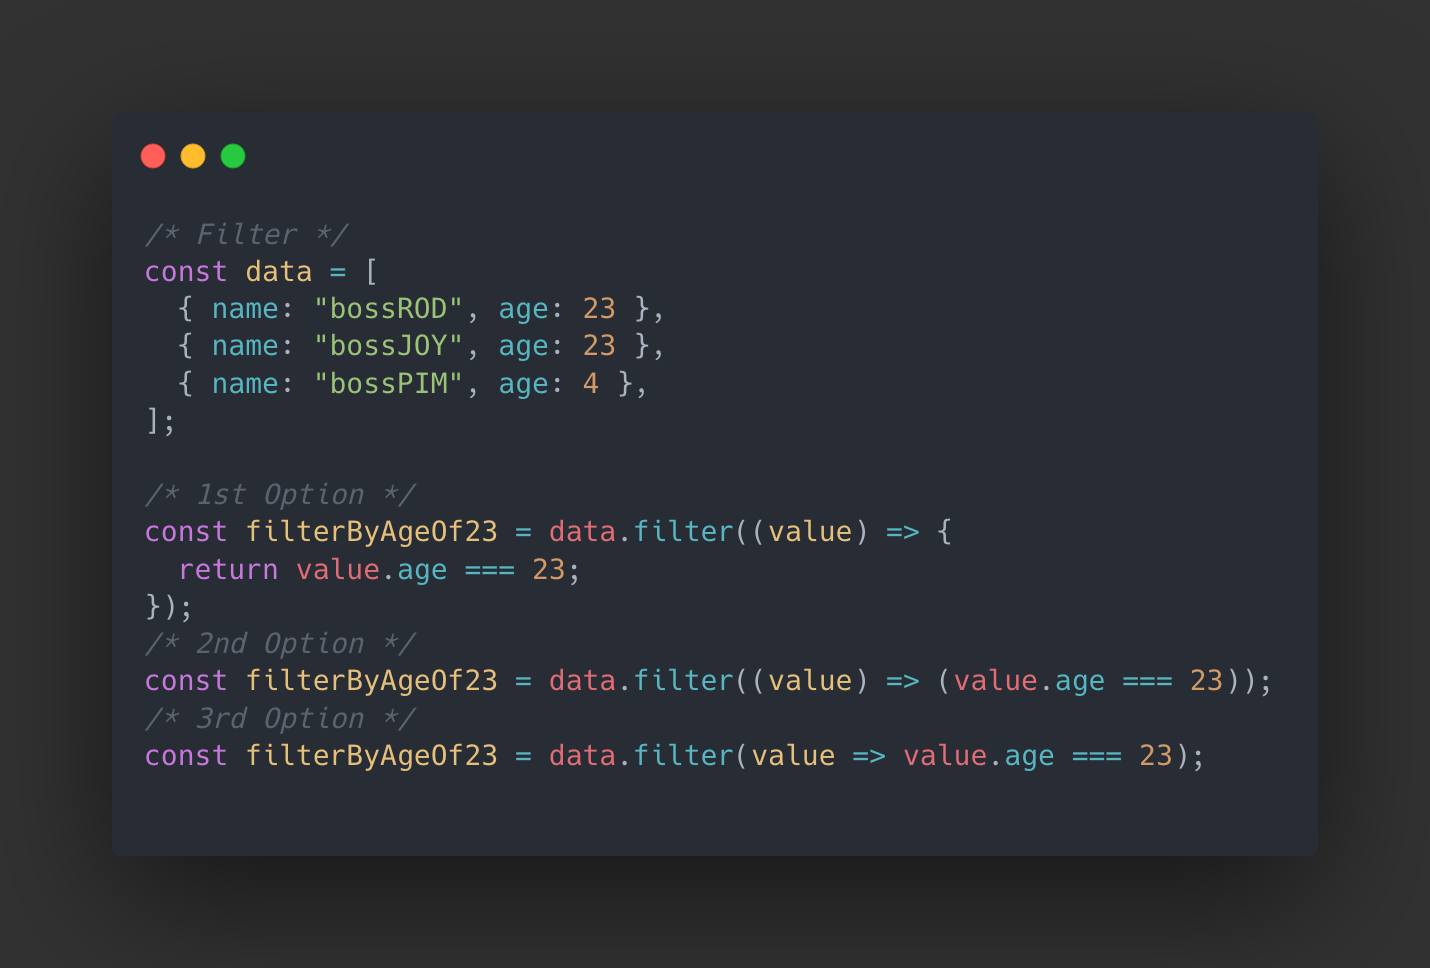 /* Filter */
const data = [
  { name: "bossROD", age: 23 },
  { name: "bossJOY", age: 23 },
  { name: "bossPIM", age: 4 },
];

/* 1st Option */
const filterByAgeOf23 = data.filter((value) => {
  return value.age === 23;
});
/* 2nd Option */
const filterByAgeOf23 = data.filter((value) => (value.age === 23));
/* 3rd Option */
const filterByAgeOf23 = data.filter(value => value.age === 23);